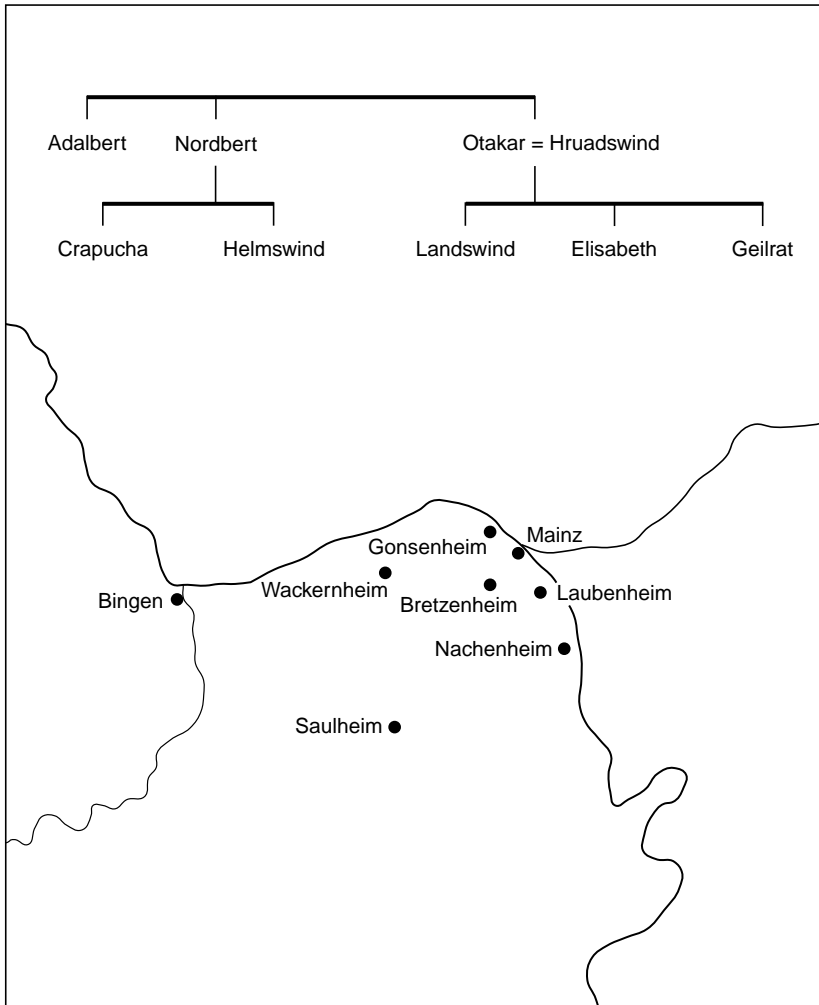 Adalbert Nordbert Otakar = Hruadswind
Crapucha Helmswind Landswind Elisabeth Geilrat
Mainz
Gonsenheim
Wackernheim
Bingen
Bretzenheim
Laubenheim
Nachenheim
Saulheim